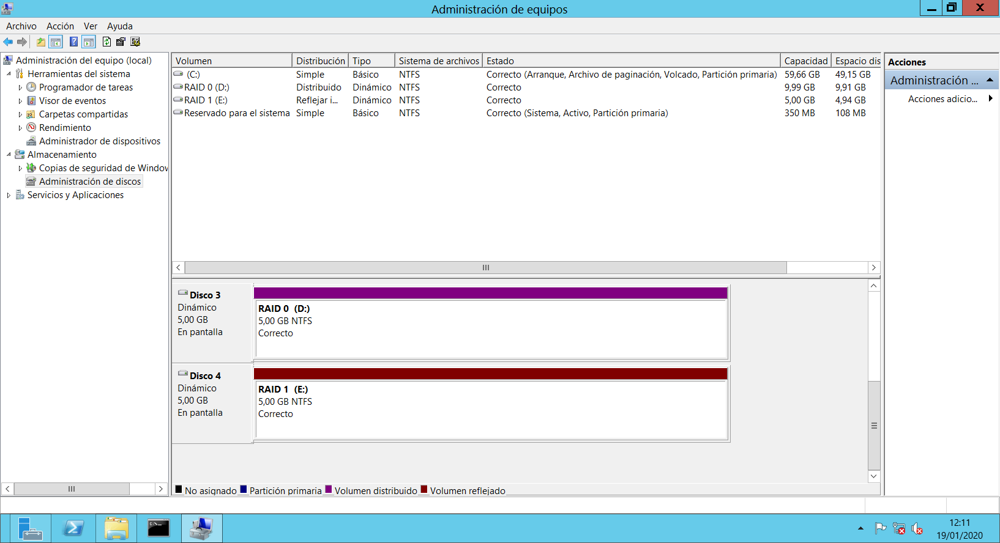 Administración de equipos
Archivo Acción Ver Ayuda
Administración del equipo (local)
Herramientas del sistema
Programador de tareas
Visor de eventos
Carpetas compartidas
Rendimiento
Administrador de dispositivos
Almacenamiento
Copias de seguridad de Window
Administración de discos
Servicios y Aplicaciones
Volumen Distribución Tipo Sistema de archivos Estado Capacidad Espacio dis
(C:) Simple Básico NTFS Correcto (Arranque, Archivo de paginación, Volcado, Partición primaria) 59,66 GB 49,15 GB
RAID 0 (D:) Distribuido Dinámico NTFS Correcto 9,99 GB 9,91 GB
RAID 1 (E:) Reflejar i... Dinámico NTFS Correcto 5,00 GB 4,94 GB
Reservado para el sistema Simple Básico NTFS Correcto (Sistema, Activo, Partición primaria) 350 MB 108 MB
Acciones
Administración ...
Acciones adicio...
Disco 3
Dinámico
5,00 GB
En pantalla
RAID 0 (D:)
5,00 GB NTFS
Correcto
Disco 4
Dinámico
5,00 GB
En pantalla
RAID 1 (E:)
5,00 GB NTFS
Correcto
No asignado Partición primaria Volumen distribuido Volumen reflejado
12:11
19/01/2020